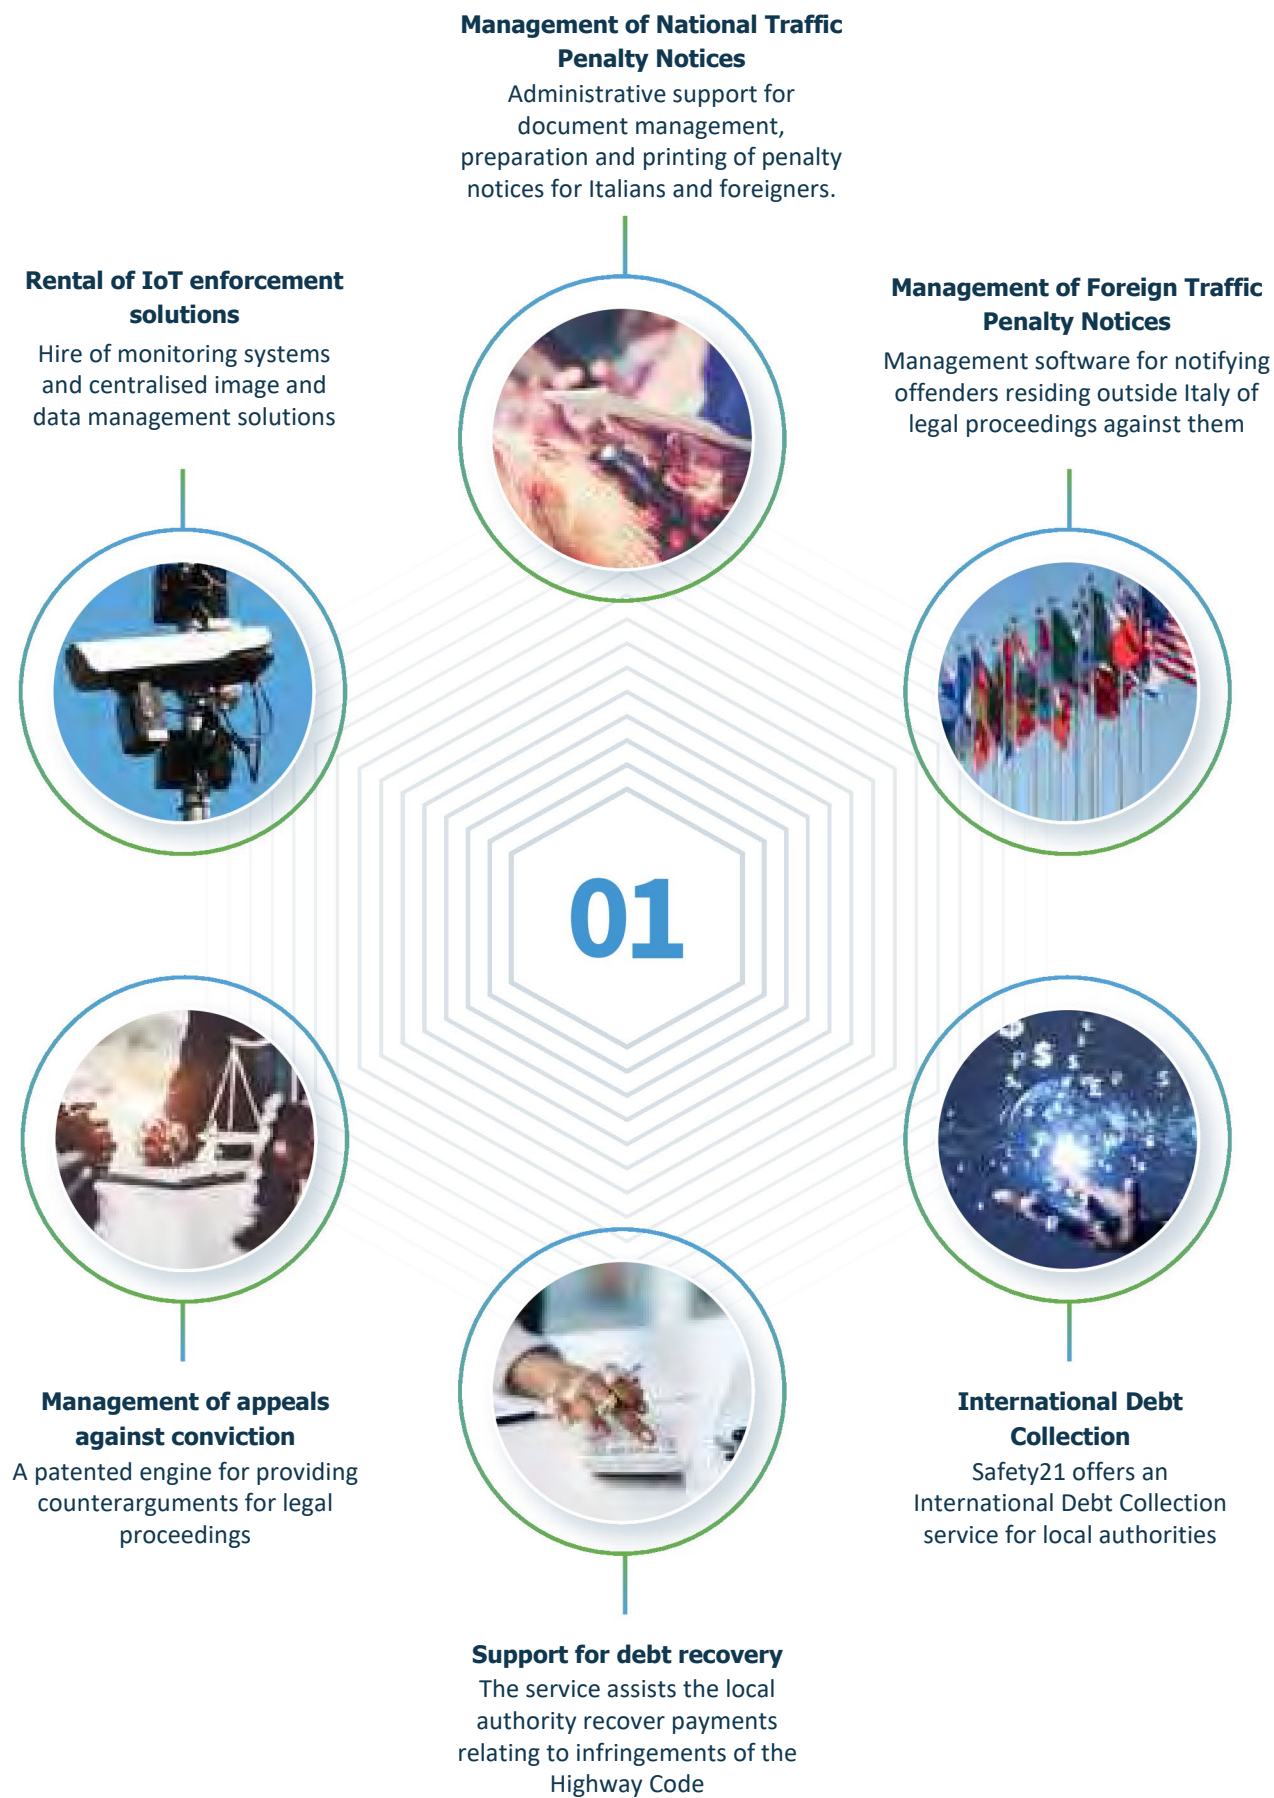 Management of National Traffic
Penalty Notices
Administrative support for
document management,
preparation and printing of penalty
notices for Italians and foreigners.
Rental of IoT enforcement
solutions
Hire of monitoring systems
and centralised image and
data management solutions
Management of Foreign Traffic
Penalty Notices
Management software for notifying
offenders residing outside Italy of
legal proceedings against them
01
Management of appeals
against conviction
A patented engine for providing
counterarguments for legal
proceedings
International Debt
Collection
Safety21 offers an
International Debt Collection
service for local authorities
Support for debt recovery
The service assists the local
authority recover payments
relating to infringements of the
Highway Code